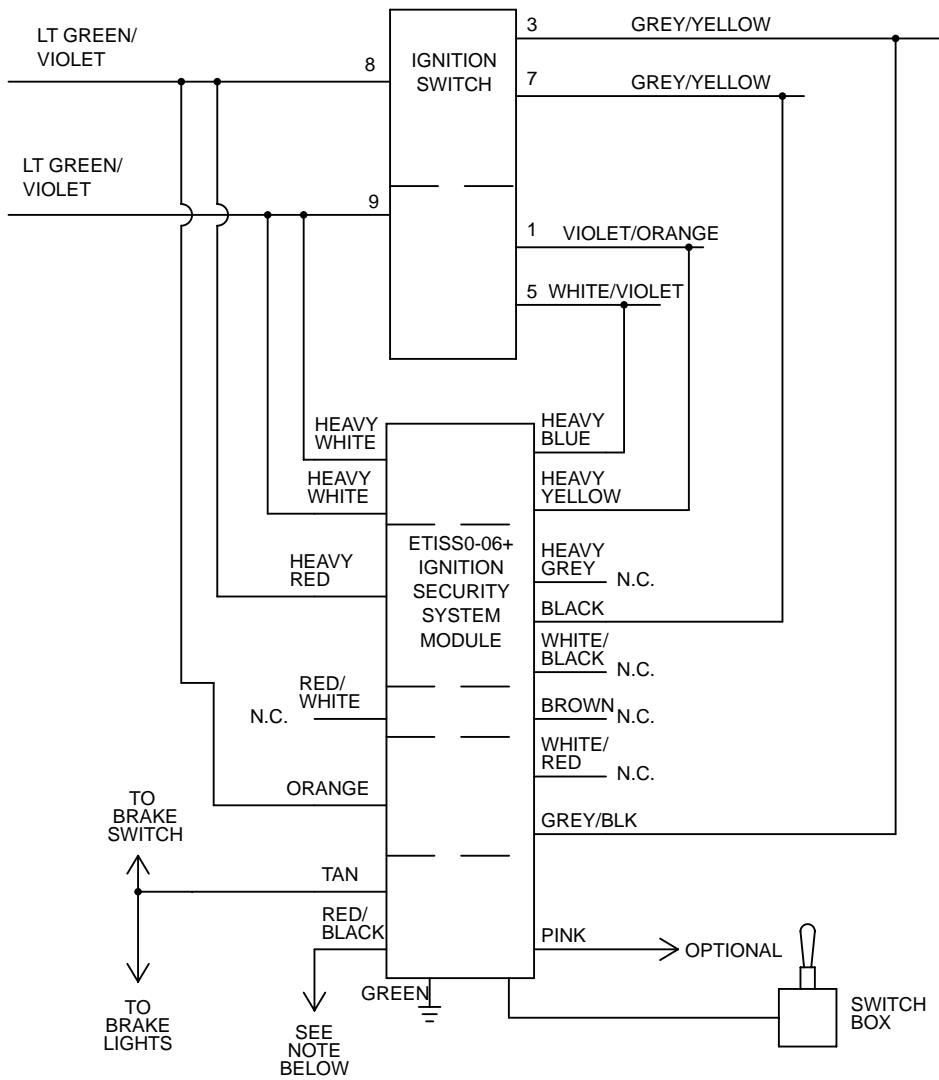 LT GREEN/
VIOLET
8
IGNITION
SWITCH
3
GREY/YELLOW
7
GREY/YELLOW
LT GREEN/
VIOLET
9
1
VIOLET/ORANGE
5
WHITE/VIOLET
HEAVY
WHITE
HEAVY
WHITE
HEAVY
RED
RED/
WHITE
N.C.
ORANGE
TO
BRAKE
SWITCH
TAN
RED/
BLACK
TO
BRAKE
LIGHTS
SEE
NOTE
BELOW
GREEN
ETISS0-06+
IGNITION
SECURITY
SYSTEM
MODULE
HEAVY
BLUE
HEAVY
YELLOW
HEAVY
GREY
N.C.
BLACK
WHITE/
BLACK
N.C.
BROWN
N.C.
WHITE/
RED
N.C.
GREY/BLK
PINK
OPTIONAL
SWITCH
BOX